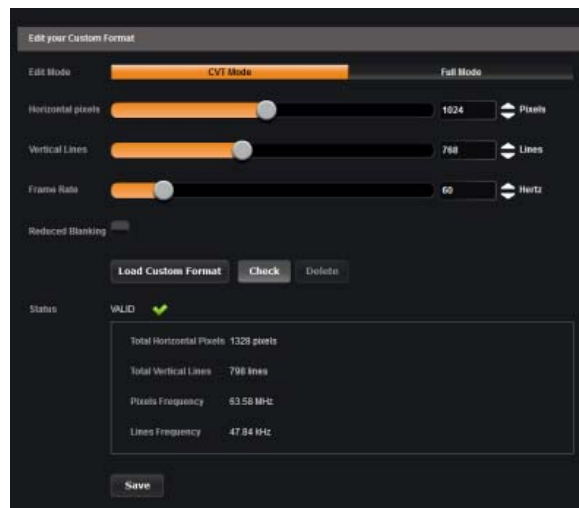 Edit your Custom Format
Edit Mode CVT Mode Full Mode
Horizontal pixels 1024 Pixels
Vertical Lines 768 Lines
Frame Rate 60 Hertz
Reduced Blanking
Load Custom Format Check Delete
Status VALID
Total Horizontal Pixels 1328 pixels
Total Vertical Lines 798 lines
Pixels Frequency 63.58 MHz
Lines Frequency 47.84 kHz
Save